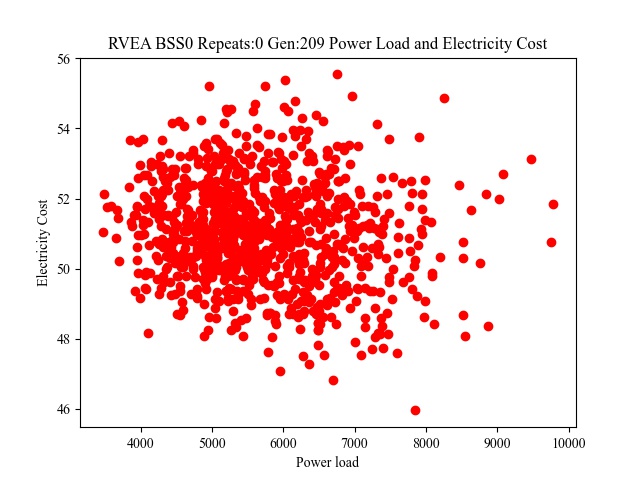 RVEA BSS0 Repeats:0 Gen:209 Power Load and Electricity Cost
56
54
52
50
48
46
Electricity Cost
4000 5000 6000 7000 8000 9000 10000
Power load